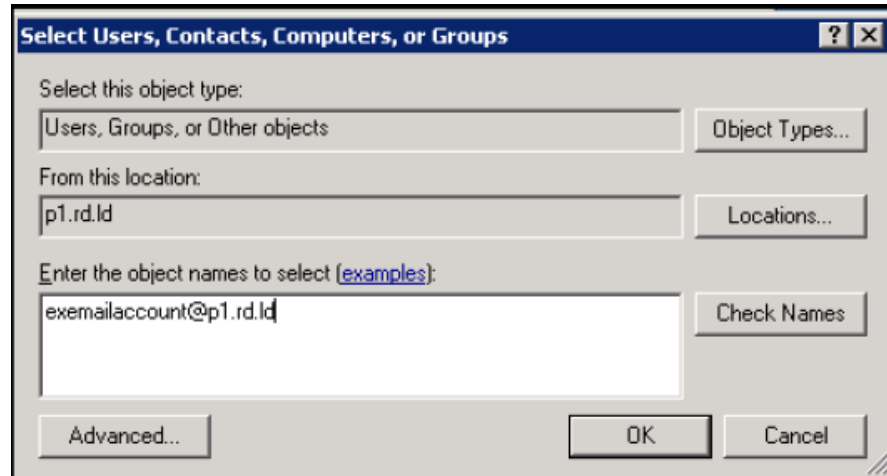 Select Users, Contacts, Computers, or Groups
Select this object type:
Users, Groups, or Other objects
Object Types...
From this location:
p1.rd.ld
Locations...
Enter the object names to select (examples):
exemailaccount@p1.rd.ld
Check Names
Advanced...
OK
Cancel